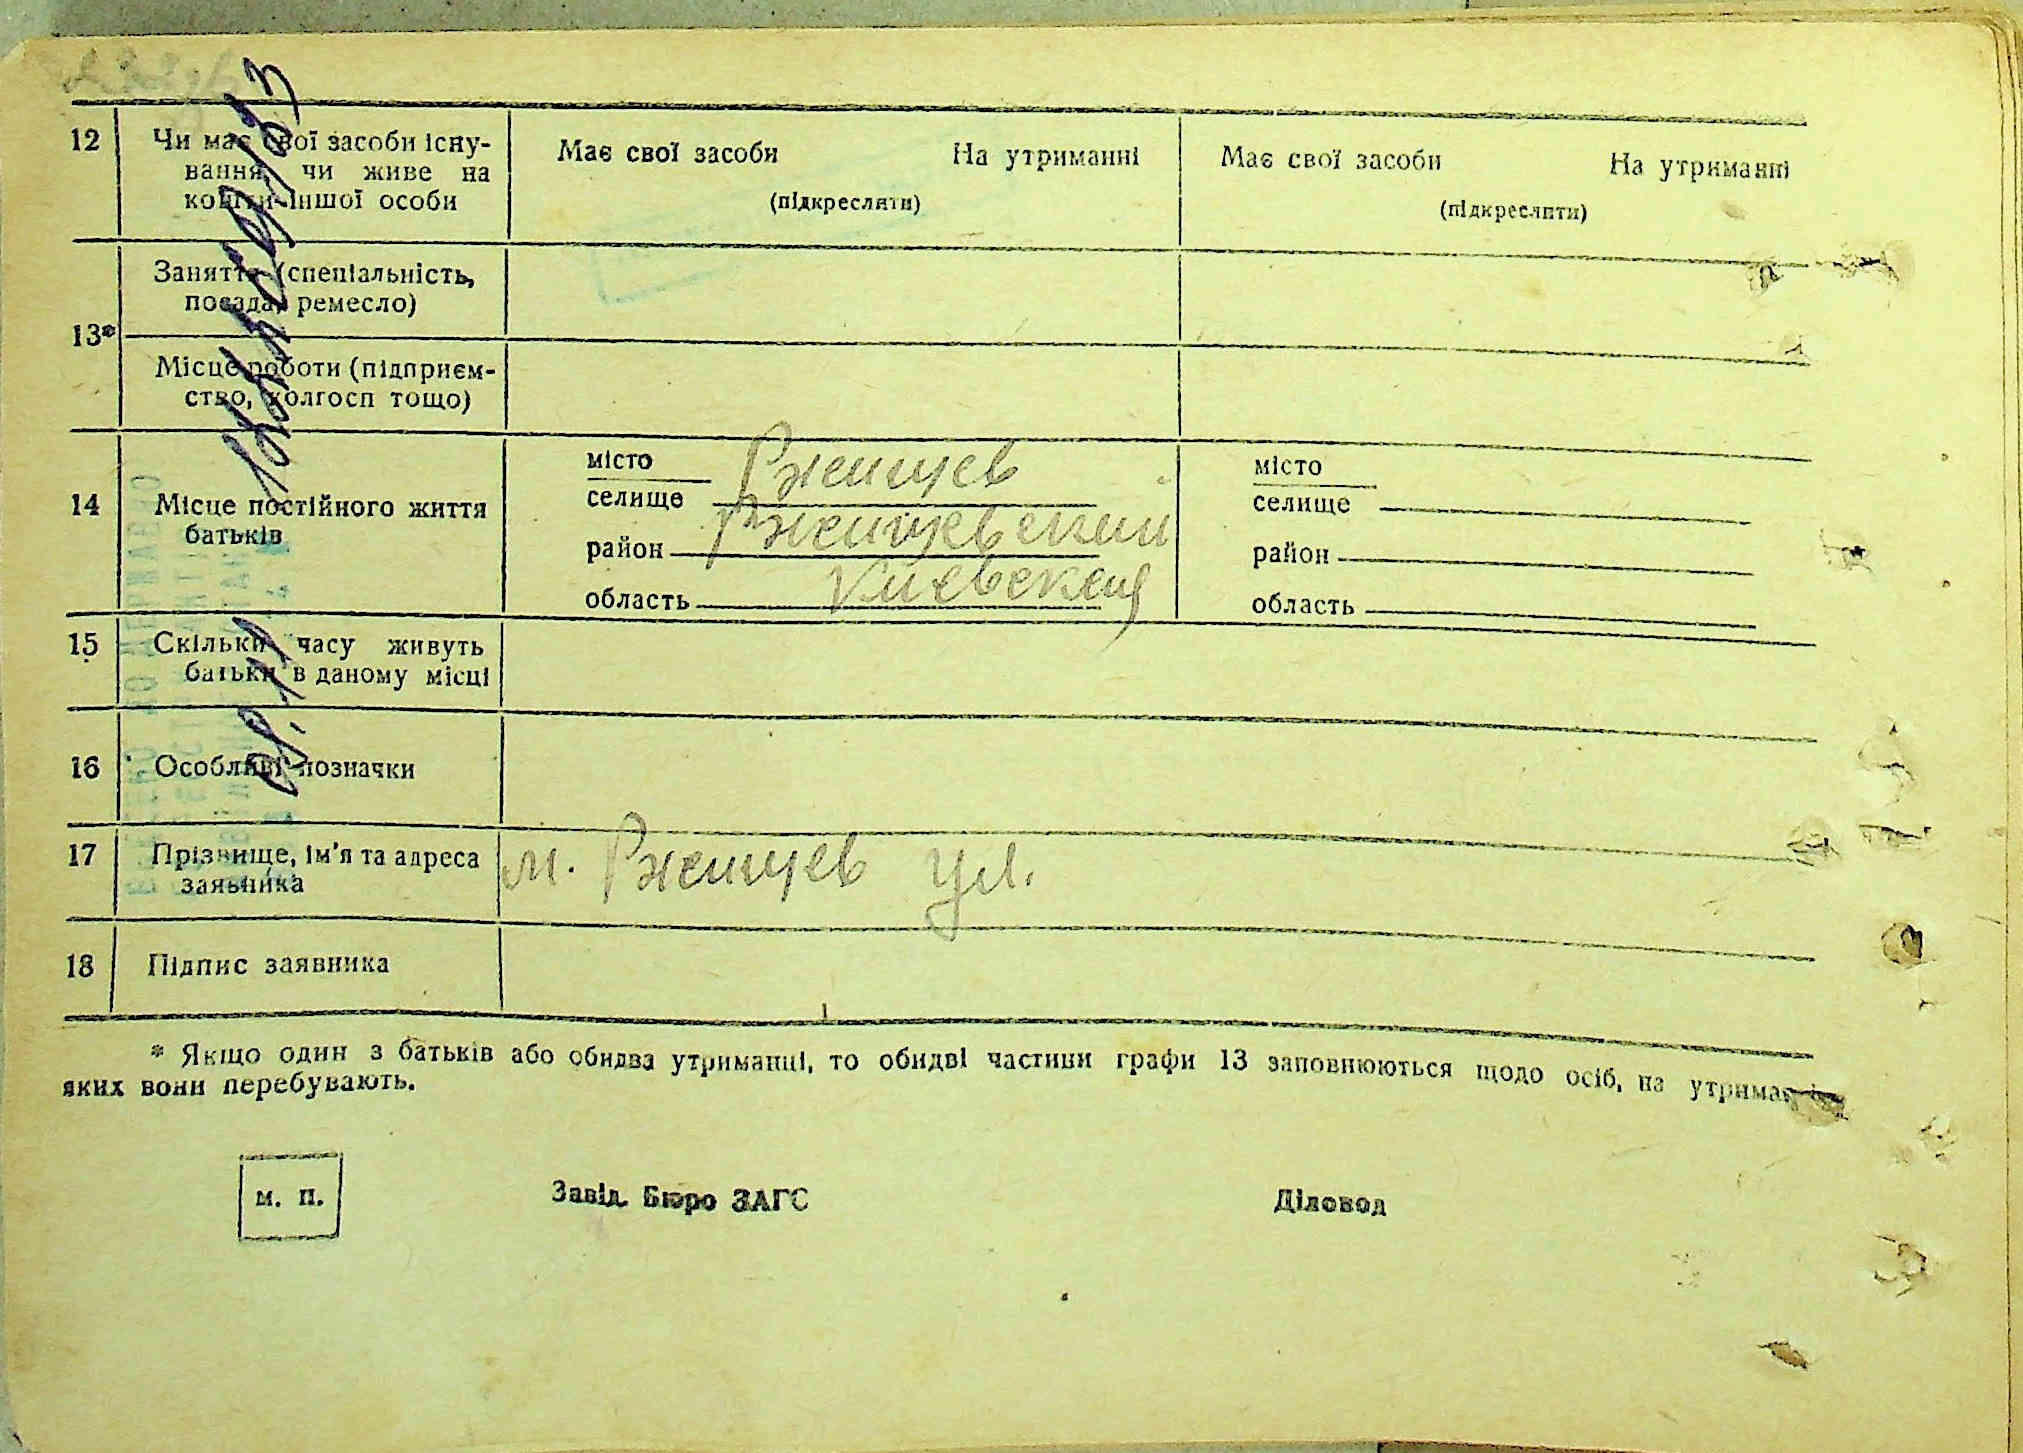 12
Чи має свої засоби існу-
вання, чи живе на
кошти іншої особи
Має свої засоби На утриманні
(підкреслити)
Має свої засоби На утриманні
(підкреслити)
13*
Заняття (спеціальність,
посада, ремесло)
Місце роботи (підприєм-
ство, колгосп тощо)
14
Місце постійного життя
батьків
місто Ржищев
селище
район Ржищевский
область Киевская
місто
селище
район
область
15
Скільки часу живуть
батьки в даному місці
16
Особливі позначки
17
Прізвище, ім'я та адреса
заявника
м. Ржищев ул.
18
Підпис заявника
* Якщо один з батьків або обидва утриманці, то обидві частини графи 13 заповнюються щодо осіб, на утриманні
яких вони перебувають.
м. п.
Завід. Бюро ЗАГС
Діловод